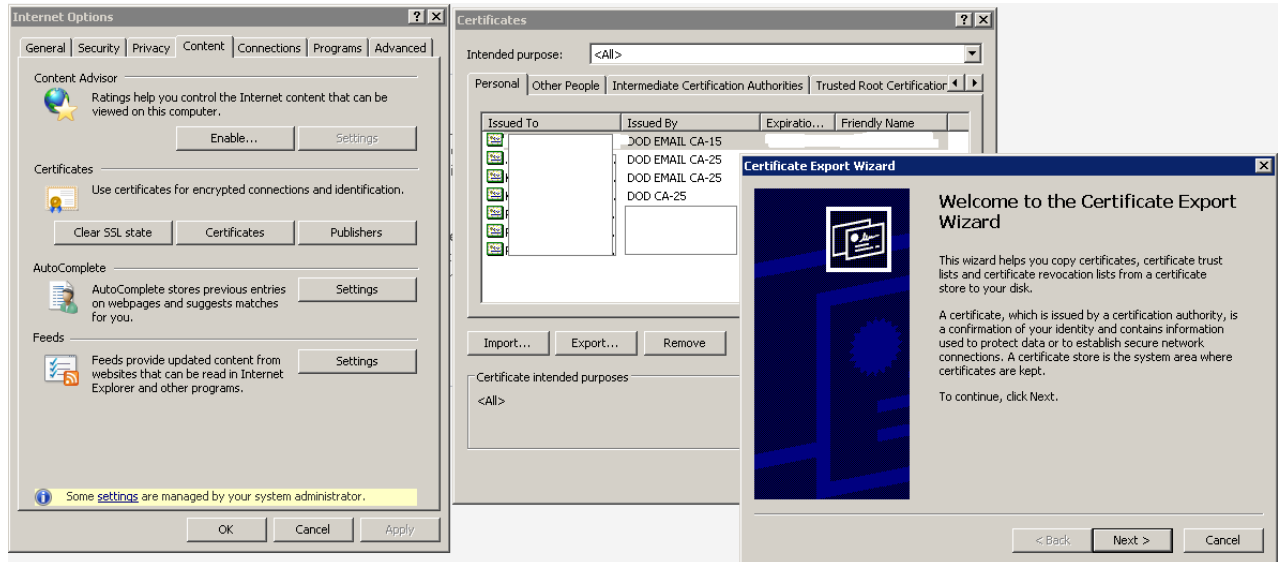 Internet Options
General Security Privacy Content Connections Programs Advanced
Content Advisor
Ratings help you control the Internet content that can be
viewed on this computer.
Enable... Settings
Certificates
Use certificates for encrypted connections and identification.
Clear SSL state Certificates Publishers
AutoComplete
AutoComplete stores previous entries
on webpages and suggests matches
for you.
Settings
Feeds
Feeds provide updated content from
websites that can be read in Internet
Explorer and other programs.
Settings
Some settings are managed by your system administrator.
OK Cancel Apply
Certificates
Intended purpose: <All>
Personal Other People Intermediate Certification Authorities Trusted Root Certification
Issued To Issued By Expiratio... Friendly Name
DOD EMAIL CA-15
DOD EMAIL CA-25
DOD EMAIL CA-25
DOD CA-25
Import... Export... Remove
Certificate intended purposes
<All>
Certificate Export Wizard
Welcome to the Certificate Export
Wizard
This wizard helps you copy certificates, certificate trust
lists and certificate revocation lists from a certificate
store to your disk.
A certificate, which is issued by a certification authority, is
a confirmation of your identity and contains information
used to protect data or to establish secure network
connections. A certificate store is the system area where
certificates are kept.
To continue, click Next.
< Back Next > Cancel